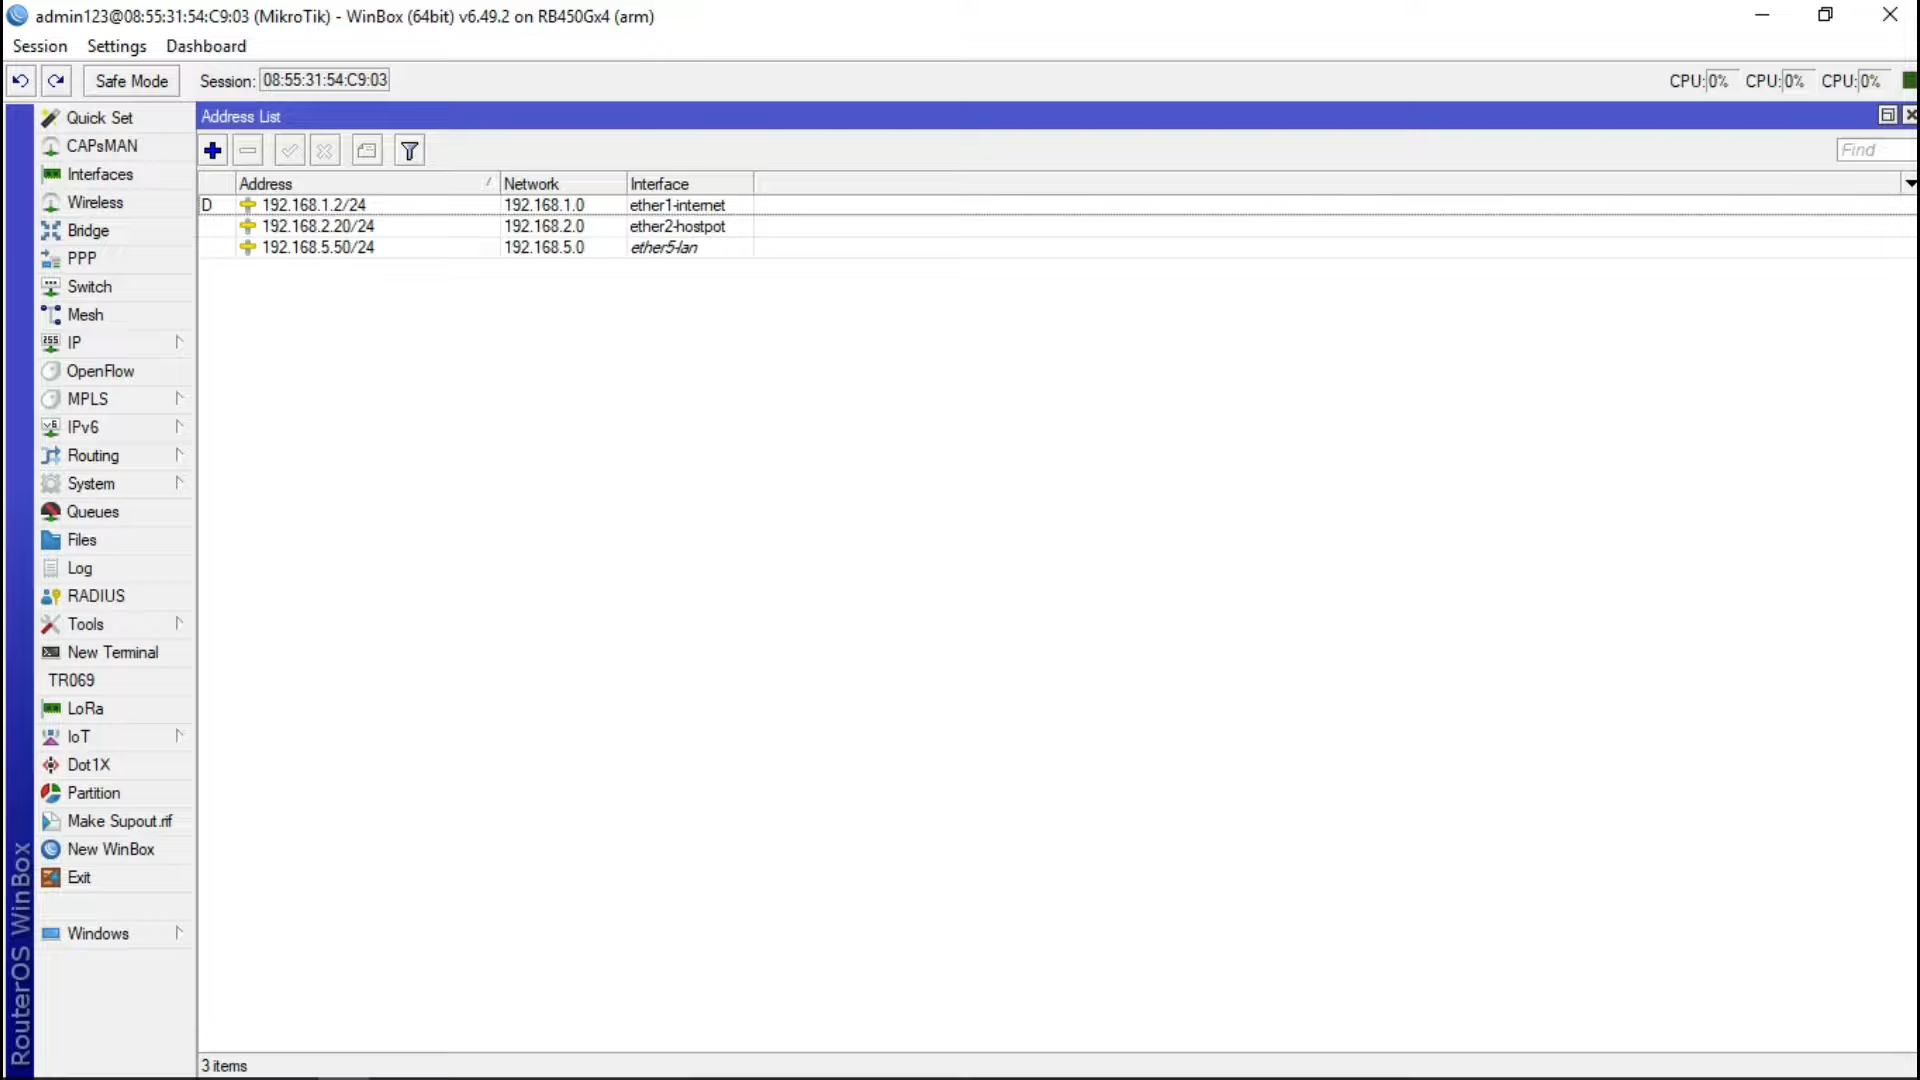 admin123@08:55:31:54:C9:03 (MikroTik) - WinBox (64bit) v6.49.2 on RB450Gx4 (arm)
Session Settings Dashboard
Safe Mode Session: 08:55:31:54:C9:03 CPU:0% CPU:0% CPU:0%
Quick Set
CAPsMAN
Interfaces
Wireless
Bridge
PPP
Switch
Mesh
IP
OpenFlow
MPLS
IPv6
Routing
System
Queues
Files
Log
RADIUS
Tools
New Terminal
TR069
LoRa
IoT
Dot1X
Partition
Make Supout.rif
New WinBox
Exit
Windows
RouterOS WinBox
Address List
Find
Address Network Interface
D 192.168.1.2/24 192.168.1.0 ether1-internet
192.168.2.20/24 192.168.2.0 ether2-hostpot
192.168.5.50/24 192.168.5.0 ether5-lan
3 items